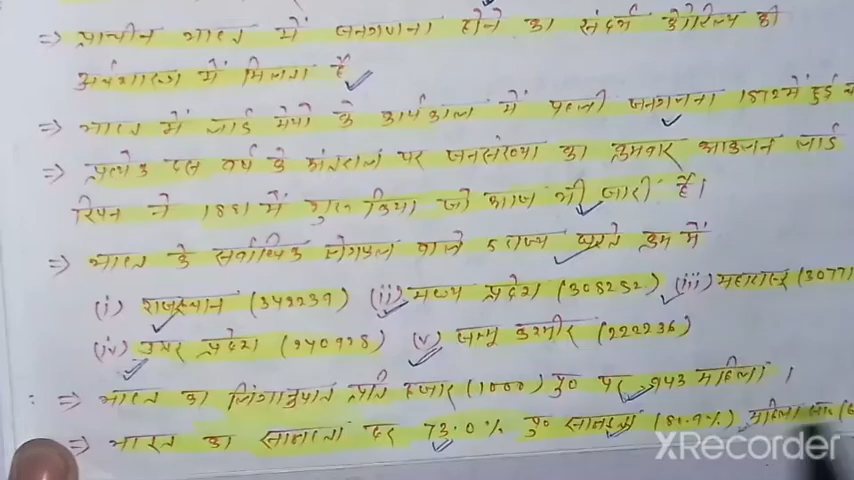 ⇒ प्राचीन भारत में जनगणना होने का संदर्भ कौटिल्य की
अर्थशास्त्र में मिलता है
⇒ भारत में लार्ड मेयो के कार्यकाल में पहली जनगणना 1872 में हुई
⇒ प्रत्येक दस वर्ष के अंतराल पर जनसंख्या का क्रमवार आकलन लार्ड
रिपन ने 1881 में शुरू किया जो आज भी जारी है।
⇒ भारत के सर्वाधिक क्षेत्रफल वाले 5 राज्य घटते क्रम में
(i) राजस्थान (342239) (ii) मध्य प्रदेश (308252) (iii) महाराष्ट्र (3077
(iv) उत्तर प्रदेश (240928) (v) जम्मू कश्मीर (222236)
⇒ भारत का लिंगानुपात प्रति हजार (1000) पु० पर 943 महिला।
⇒ भारत का साक्षरता दर 73.0% पु० साक्षरता महिला
XRecorder